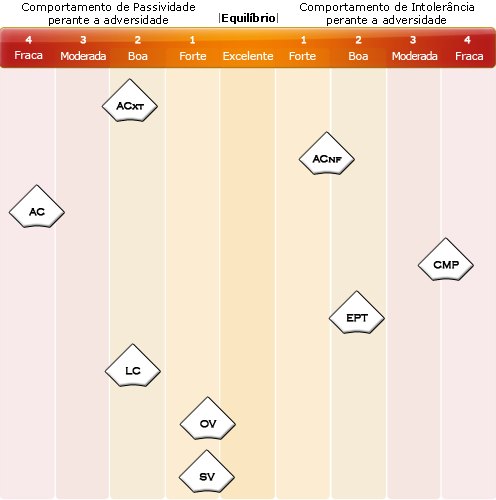 Comportamento de Passividade
perante a adversidade
|Equilíbrio|
Comportamento de Intolerância
perante a adversidade
4 3 2 1 1 2 3 4
Fraca Moderada Boa Forte Excelente Forte Boa Moderada Fraca
ACXT
ACNF
AC
CMP
EPT
LC
OV
SV